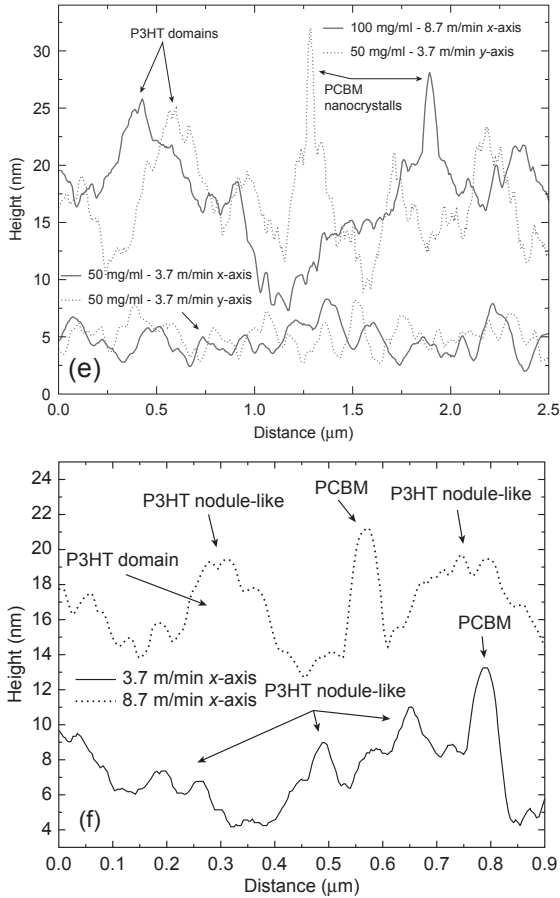 P3HT domains
100 mg/ml - 8.7 m/min x-axis
50 mg/ml - 3.7 m/min y-axis
PCBM
nanocrystalls
50 mg/ml - 3.7 m/min x-axis
50 mg/ml - 3.7 m/min y-axis
Height (nm)
30
25
20
15
10
5
0
(e)
0.0 0.5 1.0 1.5 2.0 2.5
Distance (μm)
24
22
20
18
16
14
12
10
8
6
4
Height (nm)
P3HT nodule-like
PCBM
P3HT nodule-like
P3HT domain
PCBM
3.7 m/min x-axis
8.7 m/min x-axis
P3HT nodule-like
(f)
0.0 0.1 0.2 0.3 0.4 0.5 0.6 0.7 0.8 0.9
Distance (μm)